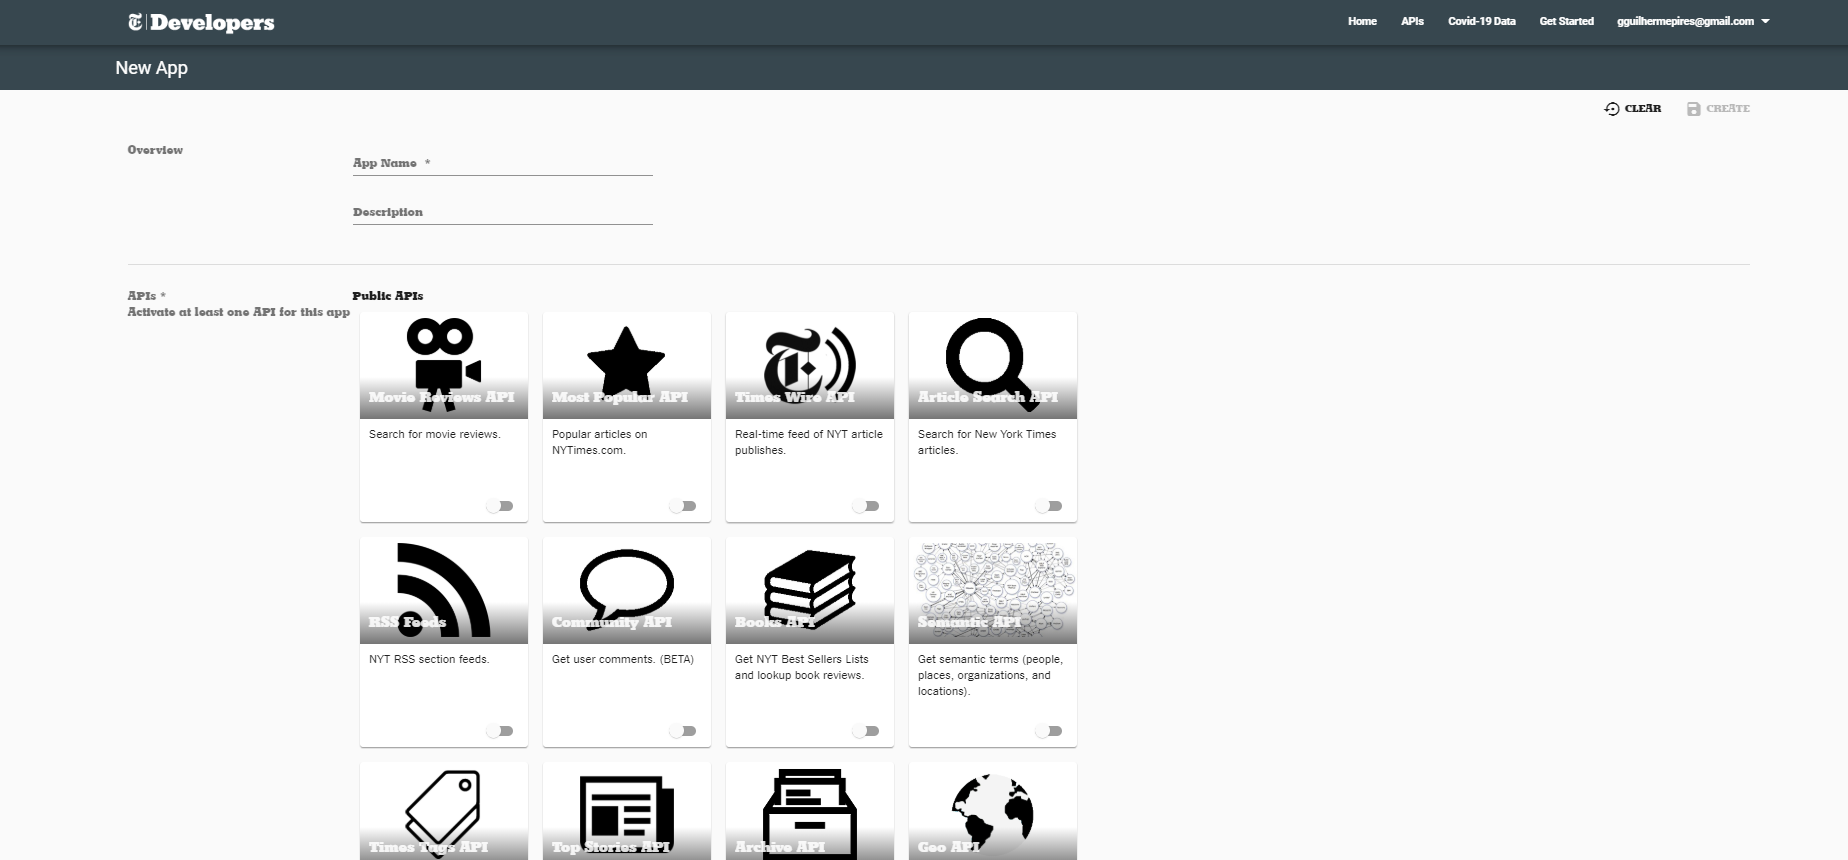 Developers
Home APIs Covid-19 Data Get Started gguilhermepires@gmail.com
New App
CLEAR CREATE
Overview
App Name *
Description
APIs *
Activate at least one API for this app
Public APIs
Movie Reviews API
Search for movie reviews.
Most Popular API
Popular articles on
NYTimes.com.
Times Wire API
Real-time feed of NYT article
publishes.
Article Search API
Search for New York Times
articles.
RSS Feeds
NYT RSS section feeds.
Community API
Get user comments. (BETA)
Books API
Get NYT Best Sellers Lists
and lookup book reviews.
Semantic API
Get semantic terms (people,
places, organizations, and
locations).
Times Tags API
Top Stories API
Archive API
Geo API